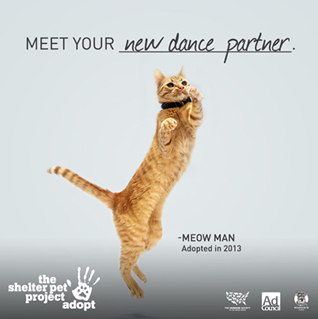 MEET YOUR new dance partner.
-MEOW MAN
Adopted in 2013
the
shelter pet
project
adopt
Ad
COUNCIL